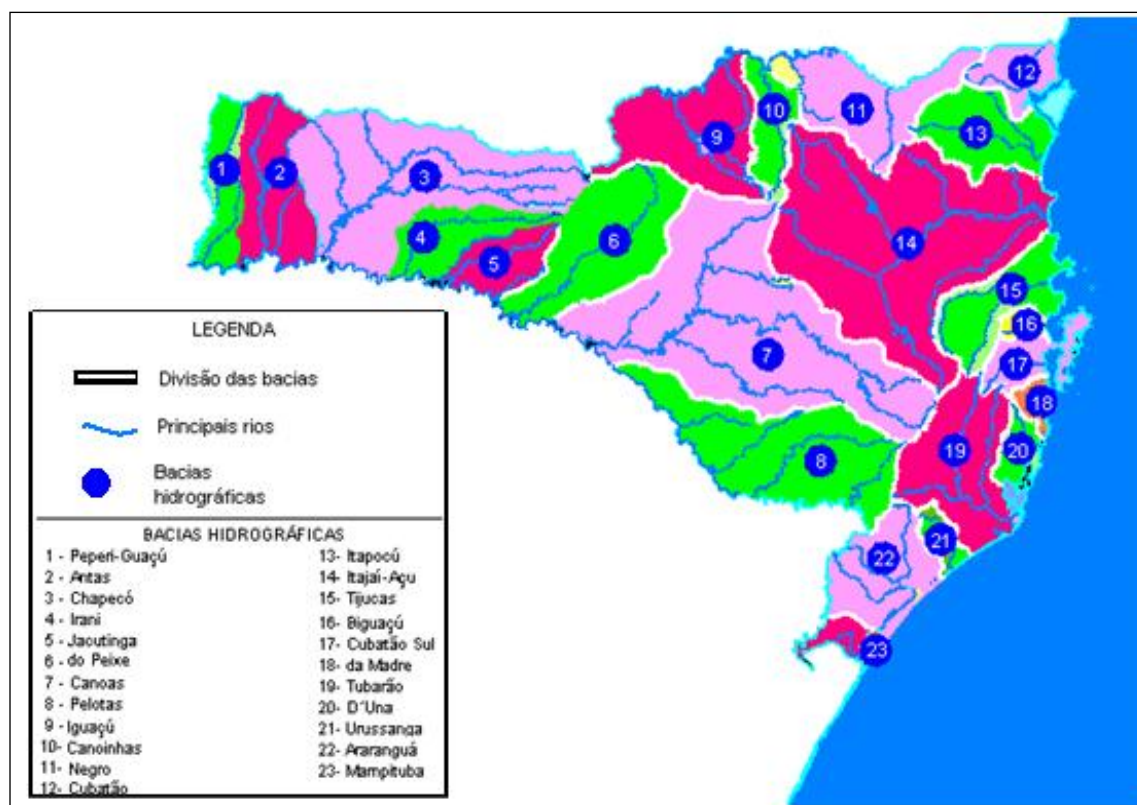 12
10
11
9
13
1
2
3
14
6
4
5
15
16
7
17
18
19
20
8
21
22
23
LEGENDA
Divisão das bacias
Principais rios
Bacias
hidrográficas
BACIAS HIDROGRÁFICAS
1 - Peperi-Guaçú
2 - Antas
3 - Chapecó
4 - Irani
5 - Jacutinga
6 - do Peixe
7 - Canoas
8 - Pelotas
9 - Iguaçú
10- Canoinhas
11- Negro
12- Cubatão
13- Itapocú
14- Itajaí-Açu
15- Tijucas
16- Biguaçú
17- Cubatão Sul
18- da Madre
19- Tubarão
20- D´Una
21- Urussanga
22- Araranguá
23- Mampituba